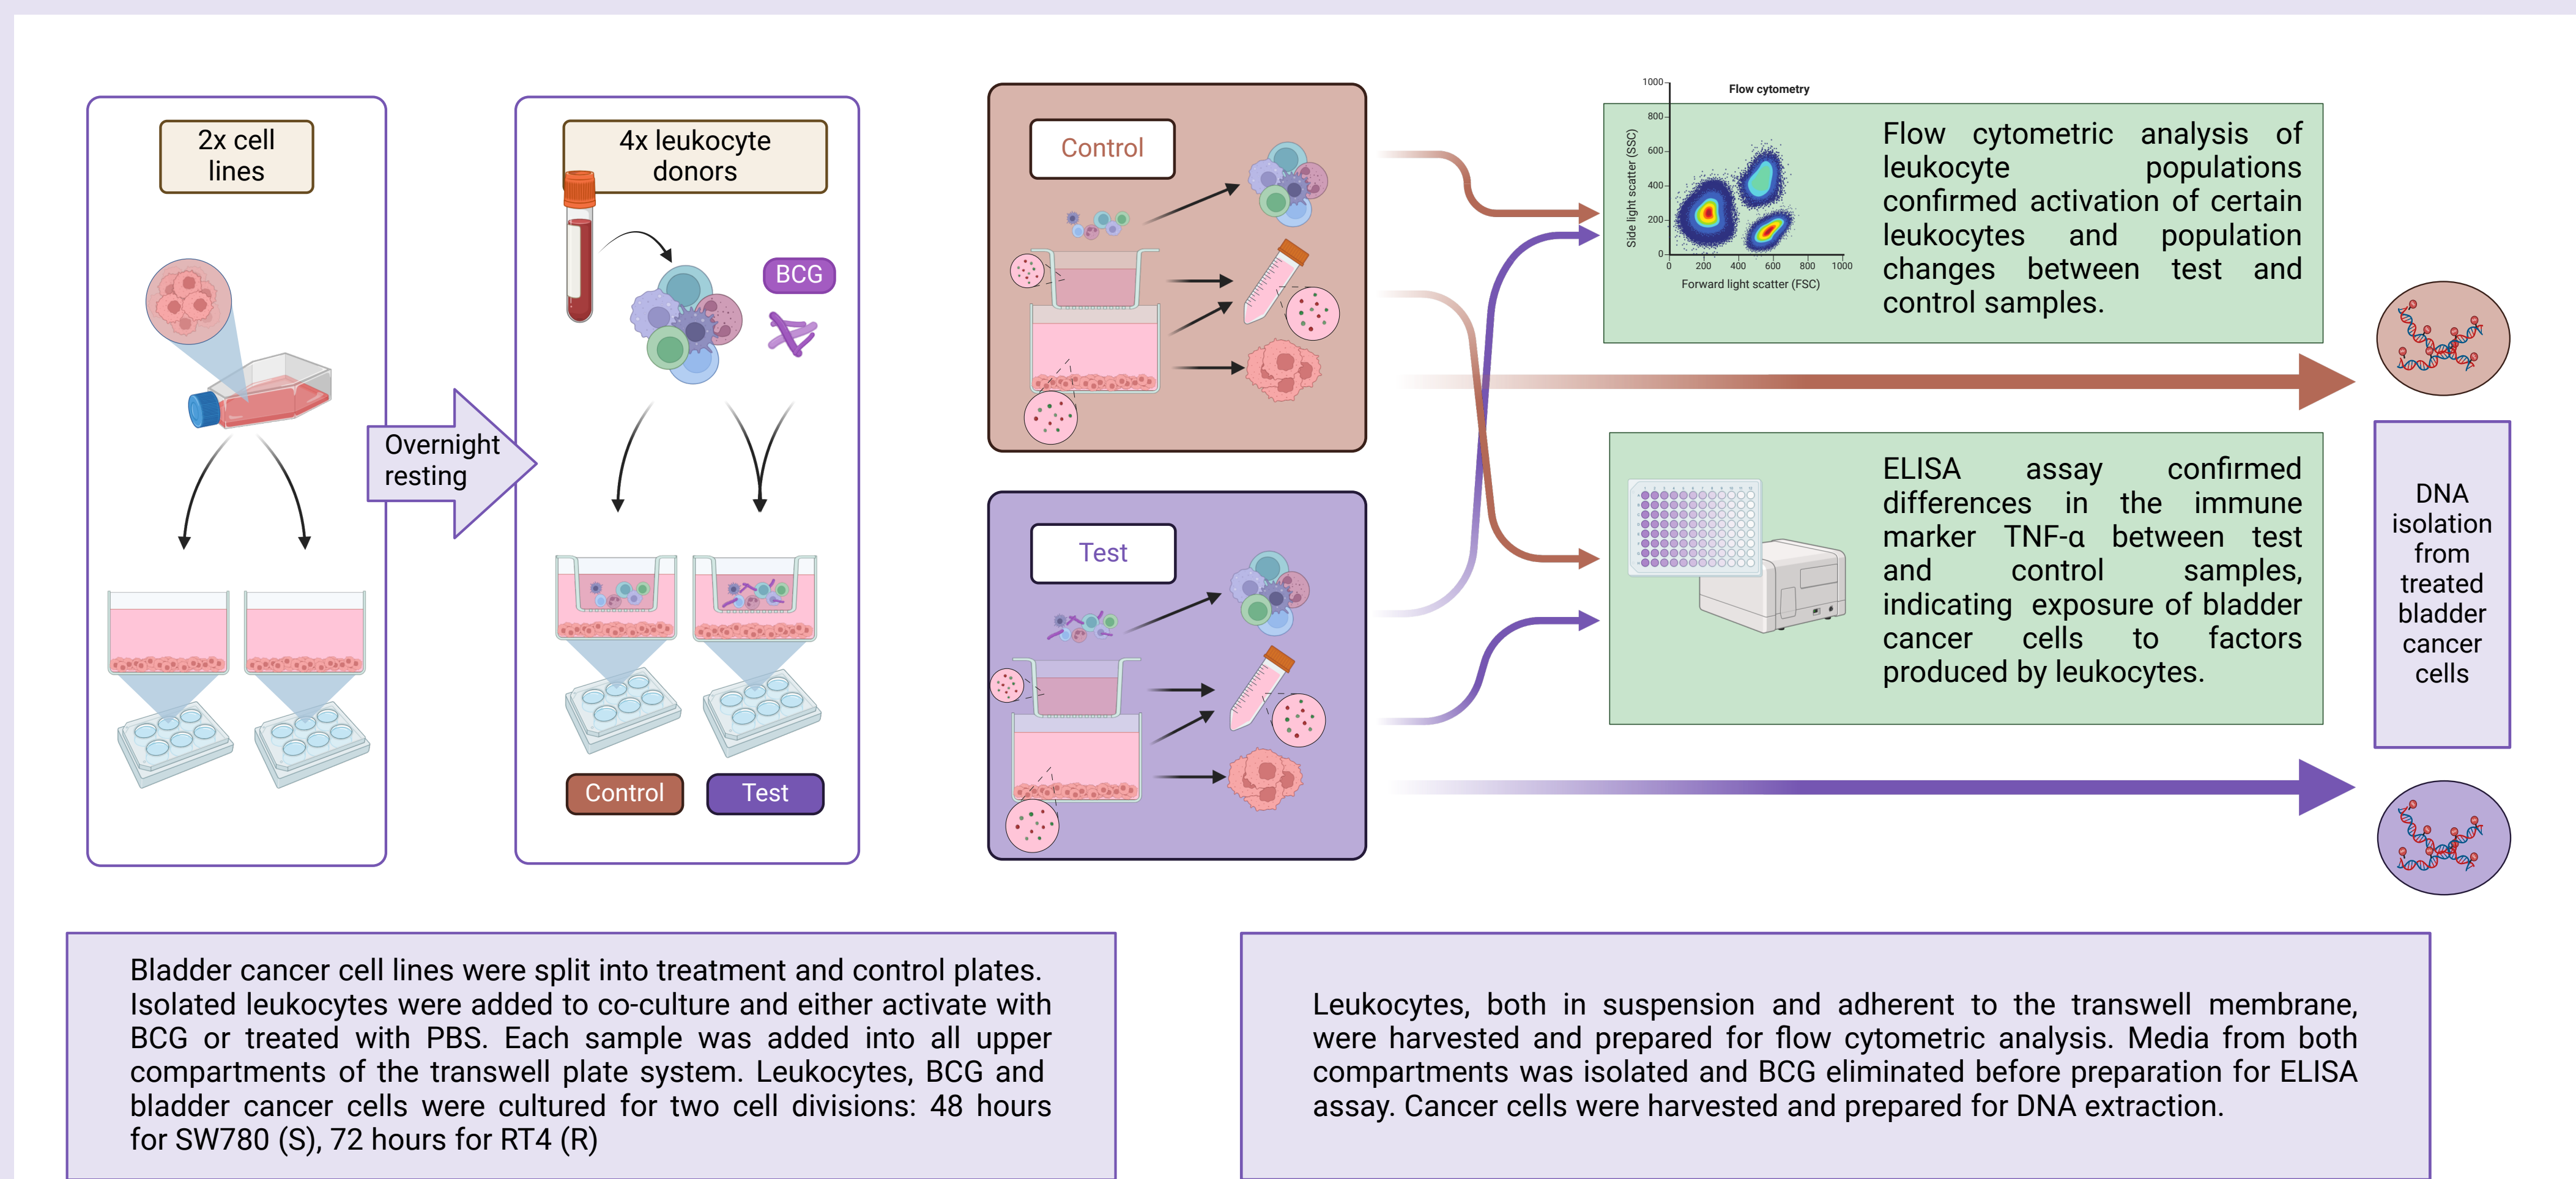 2x cell
lines
Overnight
resting
4x leukocyte
donors
BCG
Control
Test
Control
Test
Flow cytometry
1000
800
600
400
200
0
0 200 400 600 800 1000
Side light scatter (SSC)
Forward light scatter (FSC)
Flow cytometric analysis of
leukocyte populations
confirmed activation of certain
leukocytes and population
changes between test and
control samples.
ELISA assay confirmed
differences in the immune
marker TNF-α between test
and control samples,
indicating exposure of bladder
cancer cells to factors
produced by leukocytes.
DNA
isolation
from
treated
bladder
cancer
cells
Bladder cancer cell lines were split into treatment and control plates.
Isolated leukocytes were added to co-culture and either activate with
BCG or treated with PBS. Each sample was added into all upper
compartments of the transwell plate system. Leukocytes, BCG and
bladder cancer cells were cultured for two cell divisions: 48 hours
for SW780 (S), 72 hours for RT4 (R)
Leukocytes, both in suspension and adherent to the transwell membrane,
were harvested and prepared for flow cytometric analysis. Media from both
compartments was isolated and BCG eliminated before preparation for ELISA
assay. Cancer cells were harvested and prepared for DNA extraction.